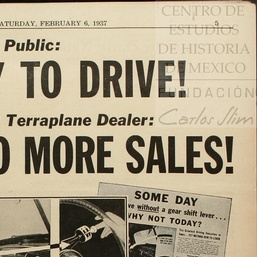 SATURDAY, FEBRUARY 6, 1937
5
CENTRO DE
ESTUDIOS
DE HISTORIA
DE MEXICO
FUNDACIÓN
Carlos Slim
Public:
Y TO DRIVE!
Terraplane Dealer:
O MORE SALES!
SOME DAY
without a gear shift lever...
WHY NOT TODAY?